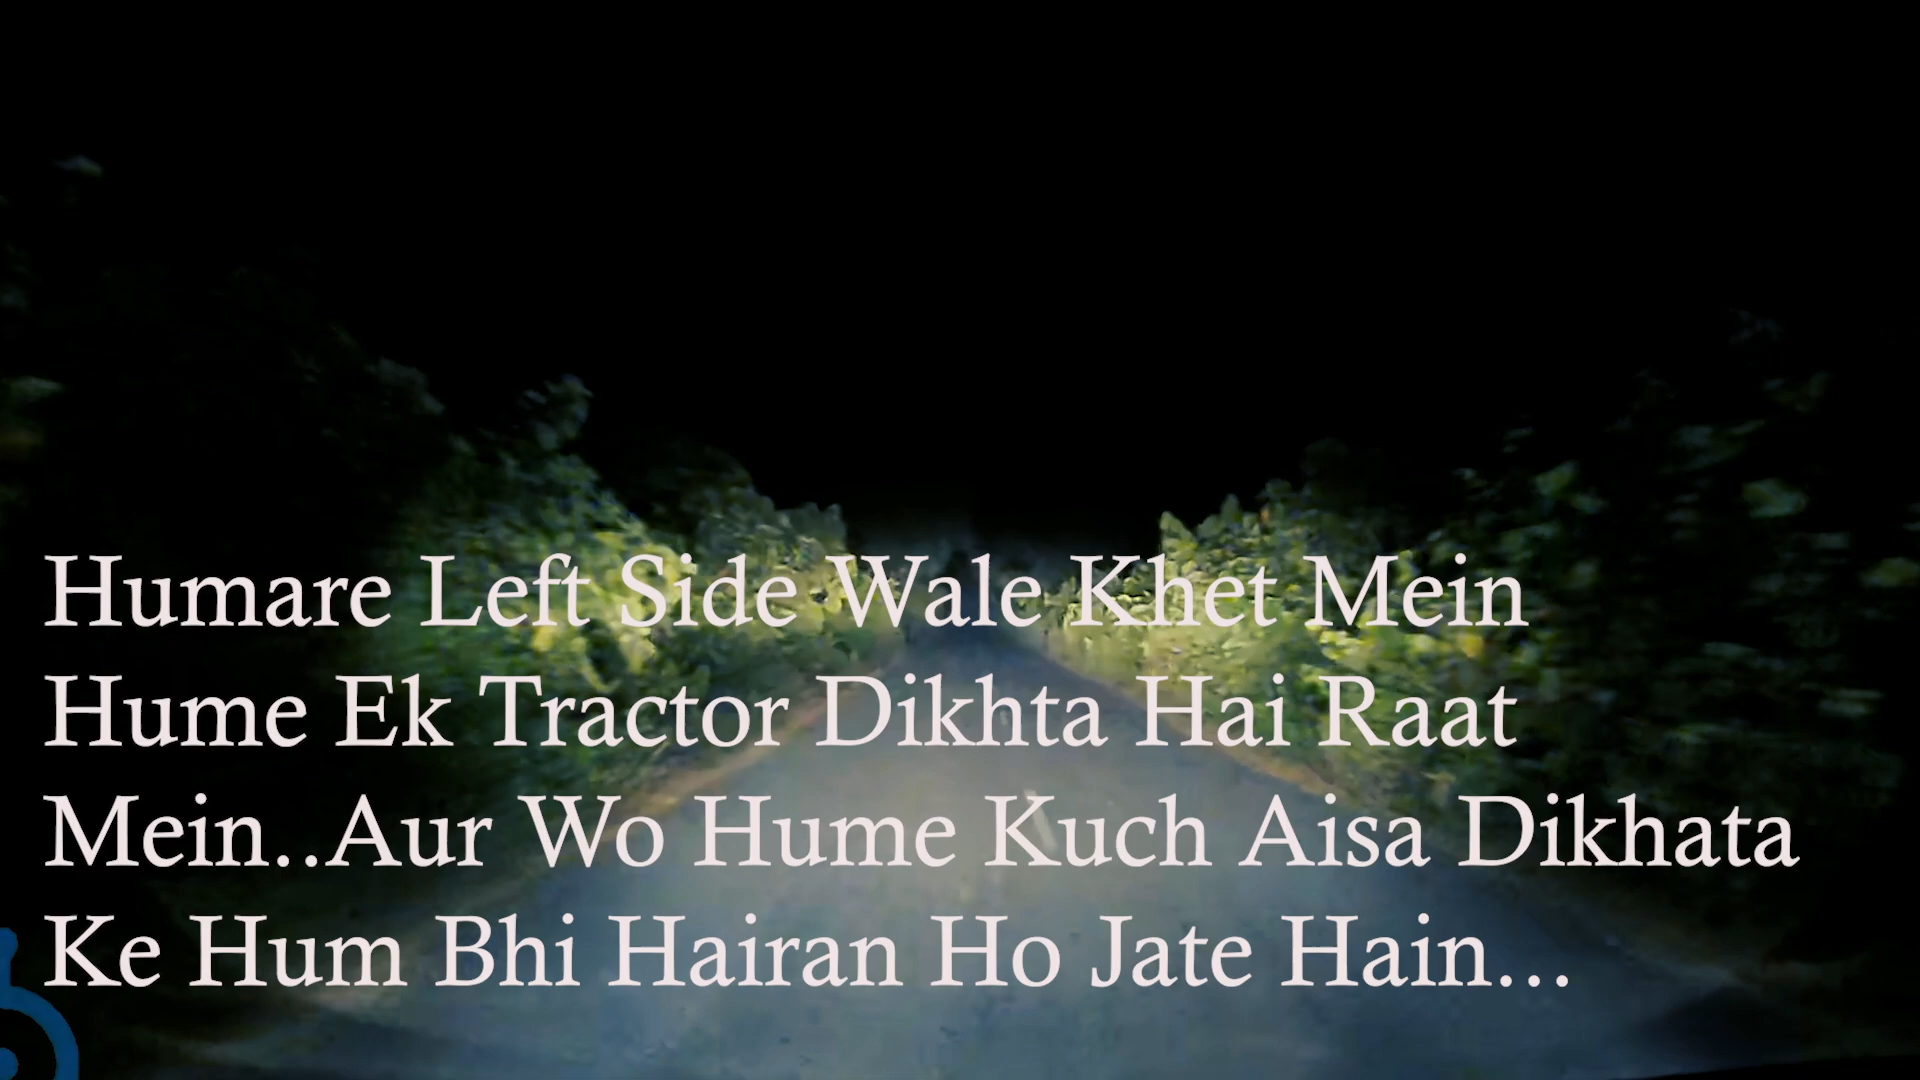 Humare Left Side Wale Khet Mein
Hume Ek Tractor Dikhta Hai Raat
Mein..Aur Wo Hume Kuch Aisa Dikhata
Ke Hum Bhi Hairan Ho Jate Hain...